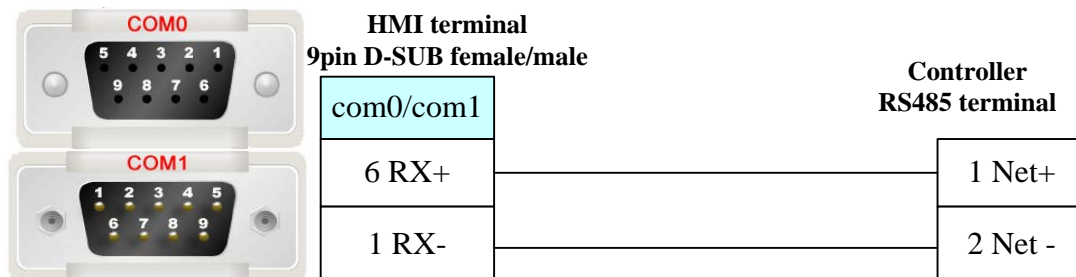 COM0
5 4 3 2 1
9 8 7 6
COM1
1 2 3 4 5
6 7 8 9
HMI terminal
9pin D-SUB female/male
com0/com1
6 RX+
1 RX-
Controller
RS485 terminal
1 Net+
2 Net -